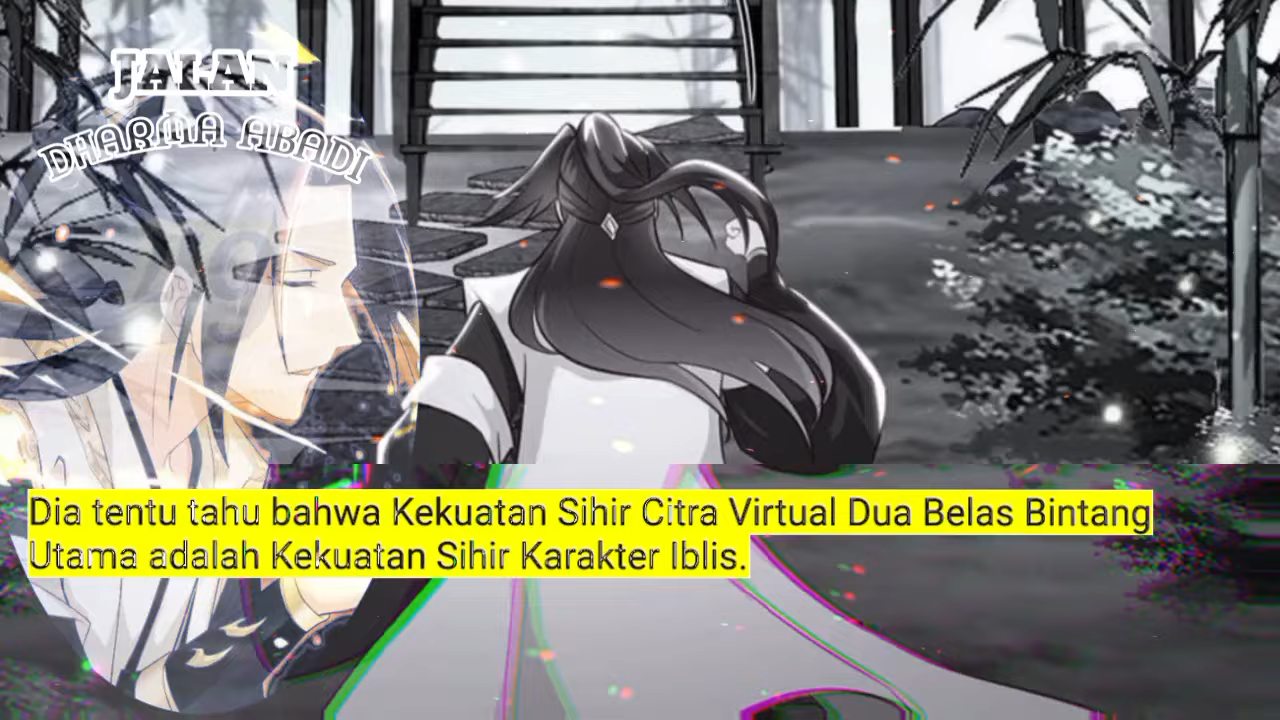 JALAN
DHARMA ABADI
Dia tentu tahu bahwa Kekuatan Sihir Citra Virtual Dua Belas Bintang
Utama adalah Kekuatan Sihir Karakter Iblis.